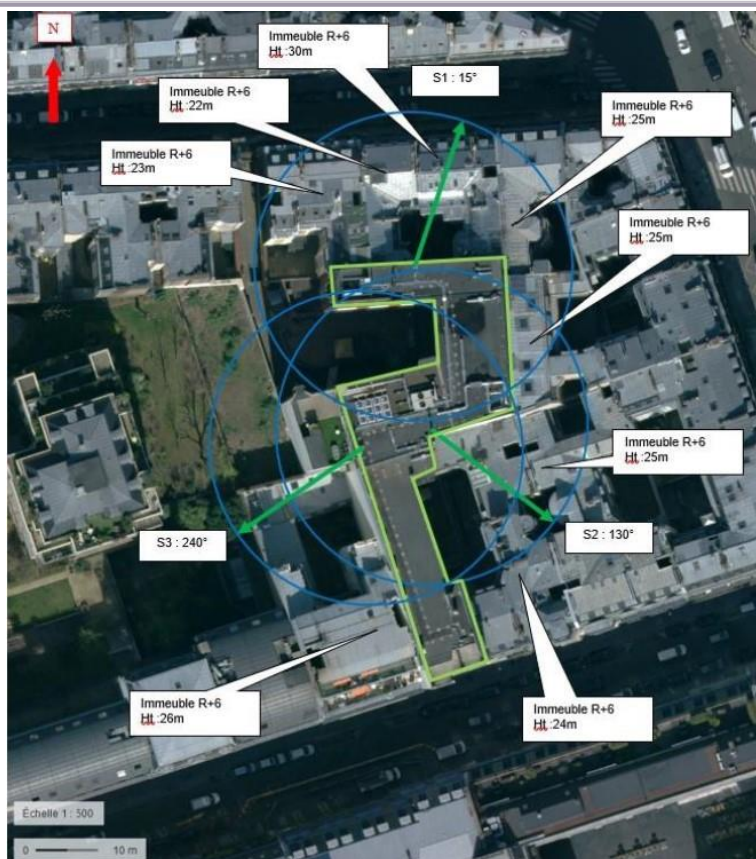 N
Immeuble R+6
Ht :30m
S1 : 15°
Immeuble R+6
Ht :22m
Immeuble R+6
Ht :25m
Immeuble R+6
Ht :23m
Immeuble R+6
Ht :25m
Immeuble R+6
Ht :25m
S3 : 240°
S2 : 130°
Immeuble R+6
Ht :26m
Immeuble R+6
Ht :24m
Échelle 1 : 500
0 10 m